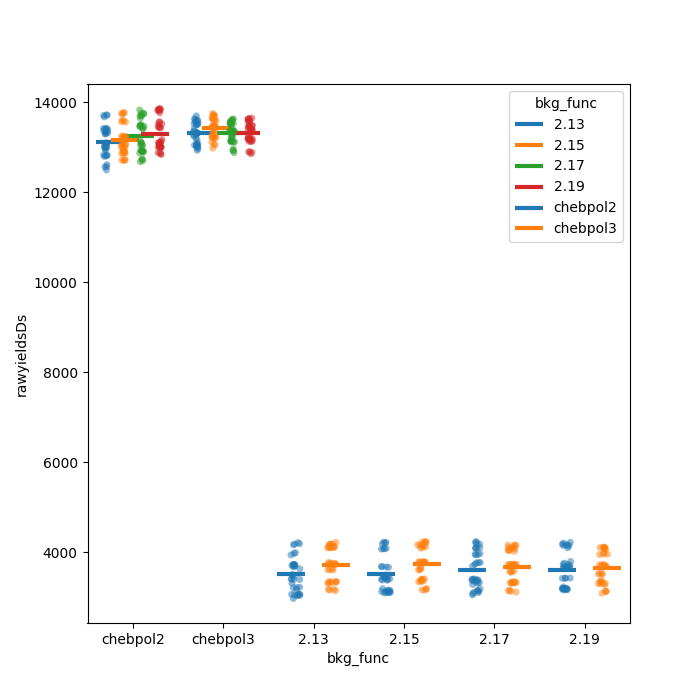 bkg_func
2.13
2.15
2.17
2.19
chebpol2
chebpol3
14000
12000
10000
8000
6000
4000
rawyieldsDs
chebpol2 chebpol3 2.13 2.15 2.17 2.19
bkg_func